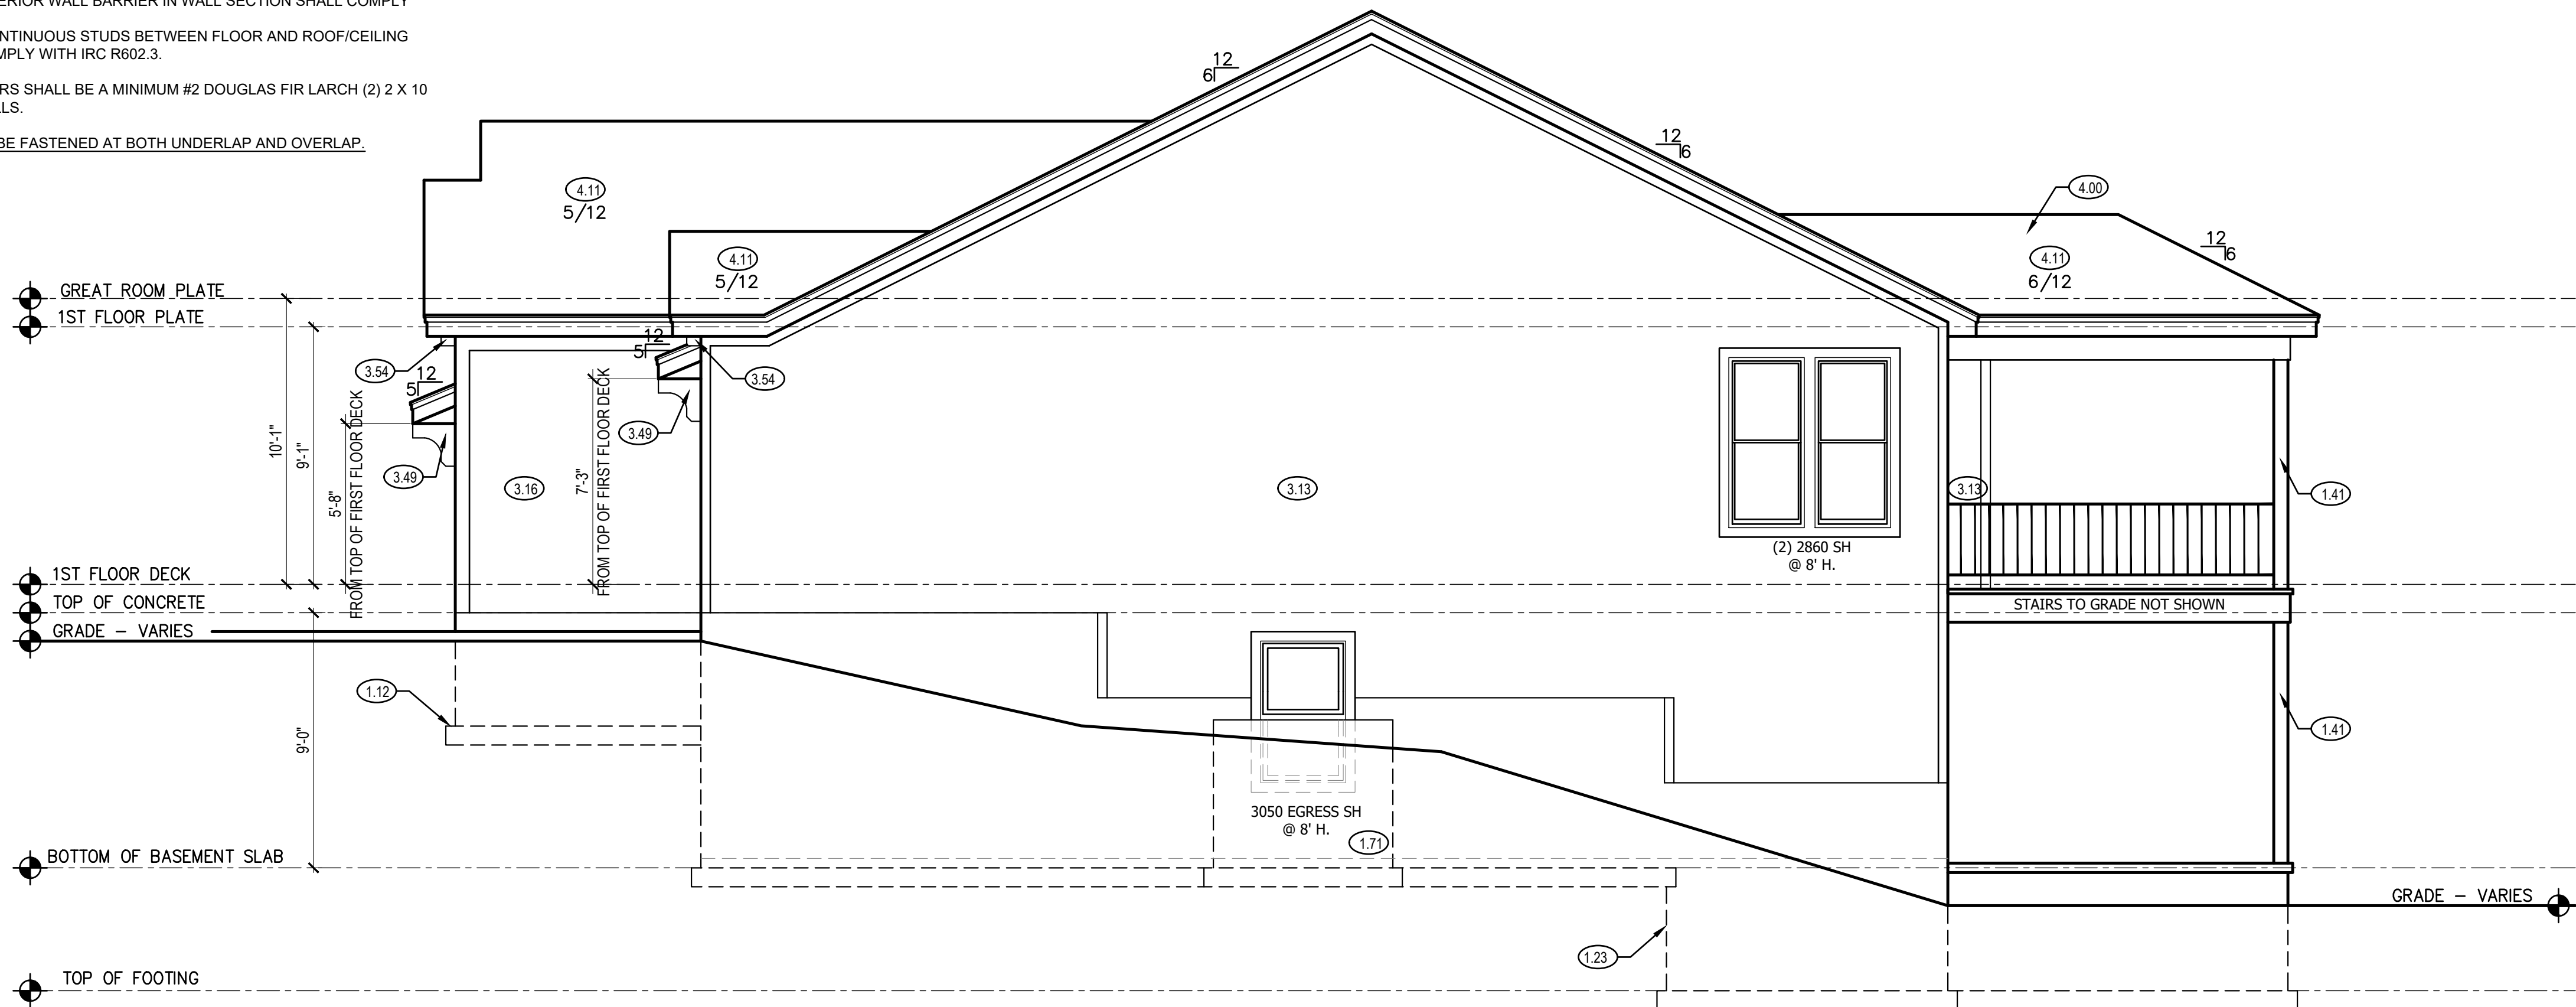 ERIOR WALL BARRIER IN WALL SECTION SHALL COMPLY
NTINUOUS STUDS BETWEEN FLOOR AND ROOF/CEILING
MPLY WITH IRC R602.3.
RS SHALL BE A MINIMUM #2 DOUGLAS FIR LARCH (2) 2 X 10
LLS.
BE FASTENED AT BOTH UNDERLAP AND OVERLAP.
12
6
12
6
4.11
5/12
4.00
4.11
5/12
12
6
4.11
6/12
GREAT ROOM PLATE
1ST FLOOR PLATE
12
5
3.54
3.54
12
5
3.49
3.49
10'-1"
9'-1"
5'-8"
FROM TOP OF FIRST FLOOR DECK
7'-3"
FROM TOP OF FIRST FLOOR DECK
3.16
3.13
3.13
1.41
(2) 2860 SH
@ 8' H.
1ST FLOOR DECK
TOP OF CONCRETE
STAIRS TO GRADE NOT SHOWN
GRADE – VARIES
1.12
9'-0"
1.41
3050 EGRESS SH
@ 8' H.
1.71
BOTTOM OF BASEMENT SLAB
GRADE – VARIES
1.23
TOP OF FOOTING